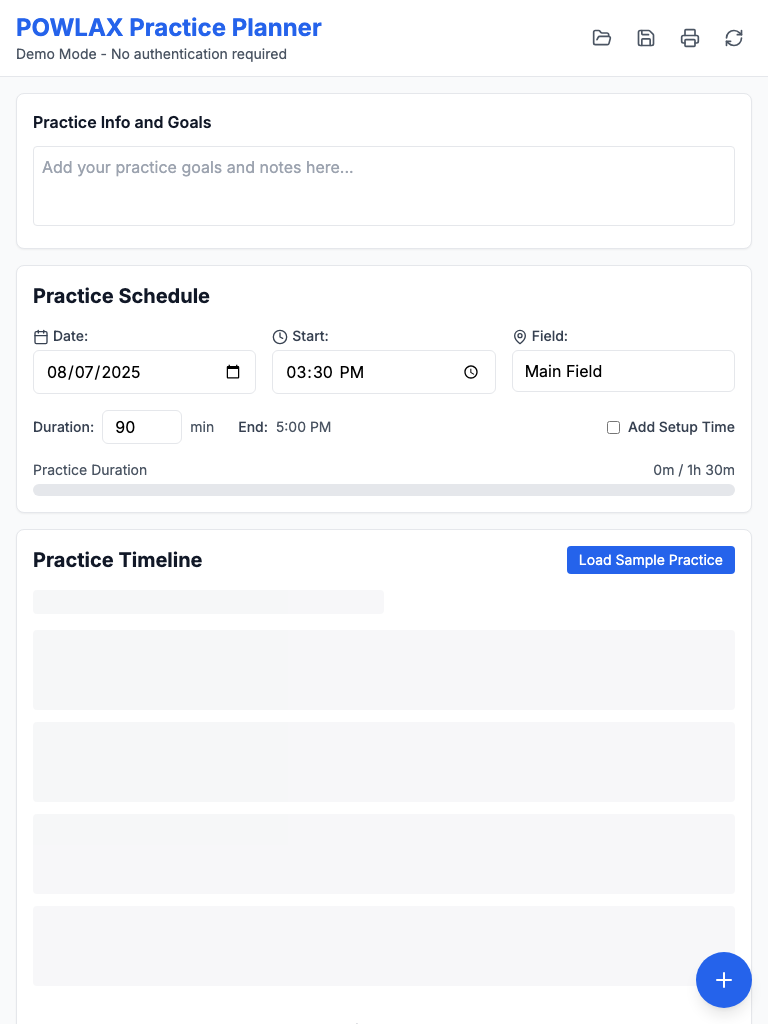 POWLAX Practice Planner
Demo Mode - No authentication required
Practice Info and Goals
Add your practice goals and notes here...
Practice Schedule
Date:
08/07/2025
Start:
03:30 PM
Field:
Main Field
Duration: 90 min End: 5:00 PM
Add Setup Time
Practice Duration
0m / 1h 30m
Practice Timeline
Load Sample Practice